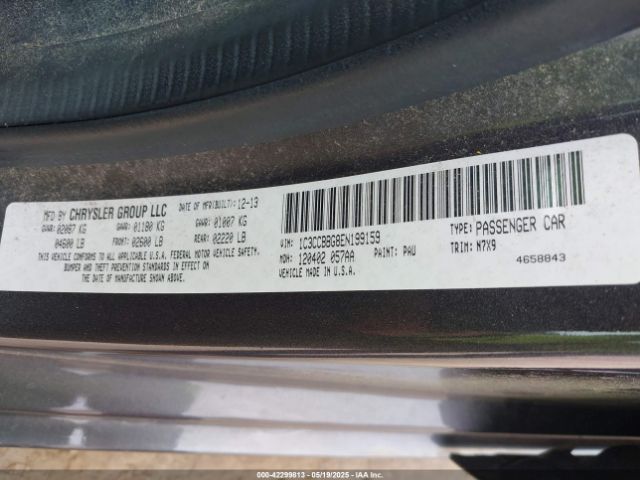 MFD BY CHRYSLER GROUP LLC DATE OF MFR(BUILT): 12-13
GVWR: 02087 KG GAWR: 01180 KG GAWR: 01007 KG
04600 LB FRONT: 02600 LB REAR: 02220 LB
THIS VEHICLE CONFORMS TO ALL APPLICABLE U.S.A. FEDERAL MOTOR VEHICLE SAFETY,
BUMPER AND THEFT PREVENTION STANDARDS IN EFFECT ON
THE DATE OF MANUFACTURE SHOWN ABOVE.
VIN: 1C3CCBBG8EN199159 TYPE: PASSENGER CAR
MDH: 120402 057AA PAINT: PAU TRIM: N7X9
VEHICLE MADE IN U.S.A. 4658843
000-42299613 - 05/19/2025 - IAAI.COM